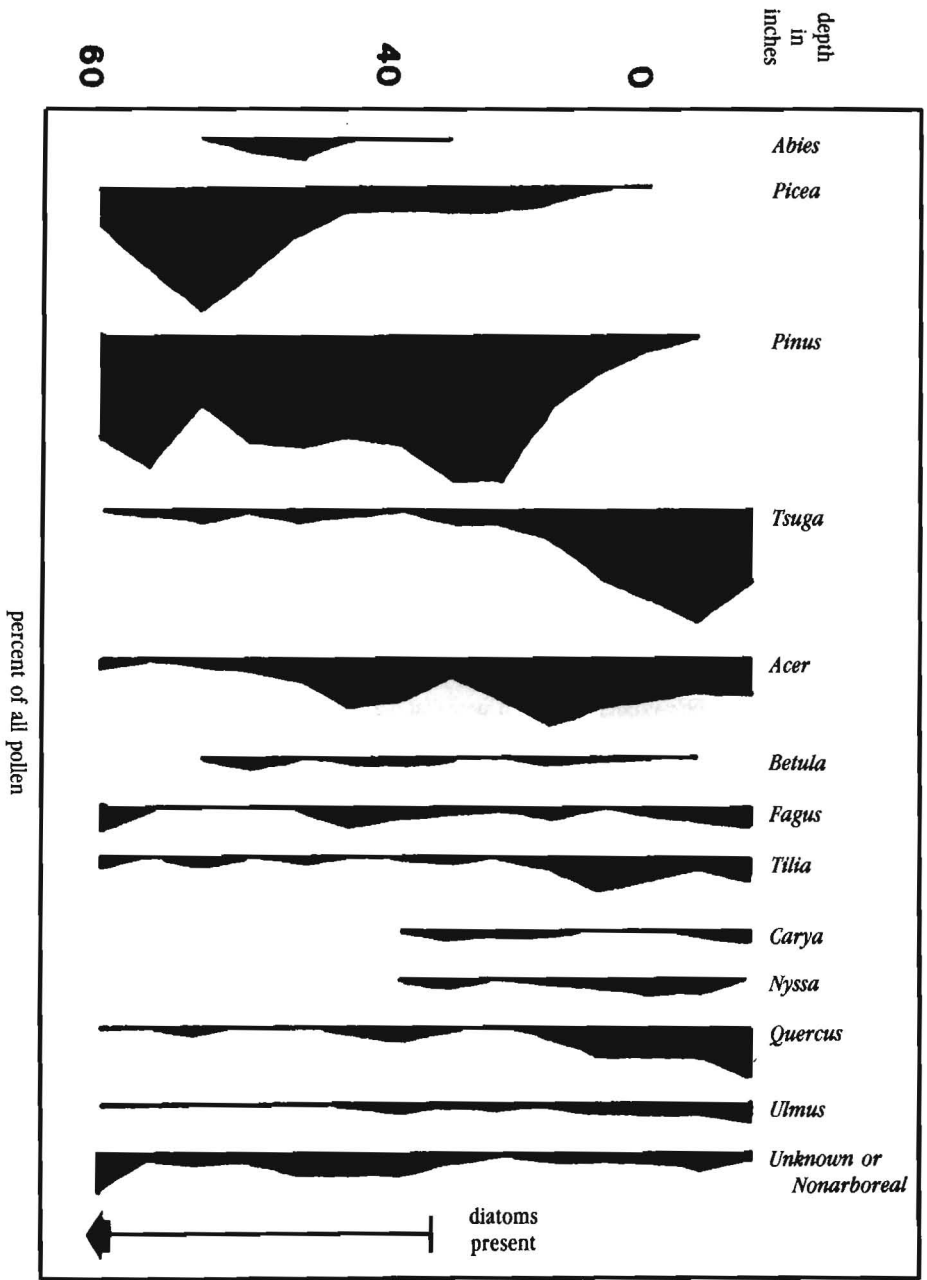 depth
in
inches
60
40
0
Abies
Picea
Pinus
Tsuga
Acer
Betula
Fagus
Tilia
Carya
Nyssa
Quercus
Ulmus
Unknown or
Nonarboreal
diatoms
present
percent of all pollen